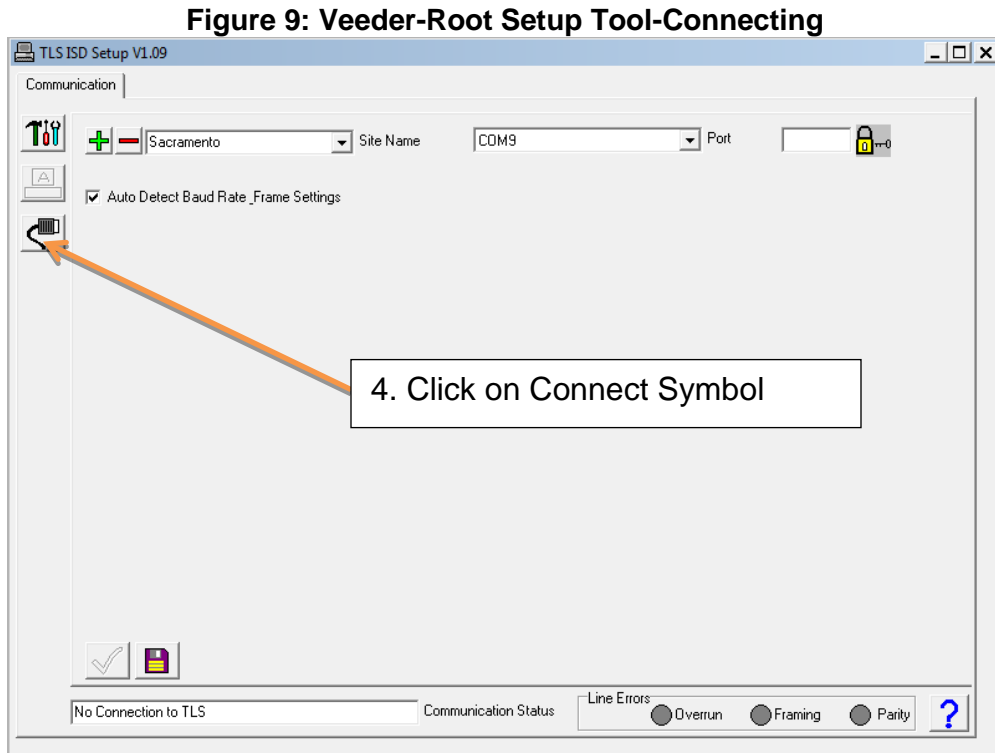 Figure 9: Veeder-Root Setup Tool-Connecting
TLS ISD Setup V1.09
Communication
Sacramento Site Name COM9 Port
A
Auto Detect Baud Rate_Frame Settings
4. Click on Connect Symbol
No Connection to TLS Communication Status Line Errors Overrun Framing Parity ?